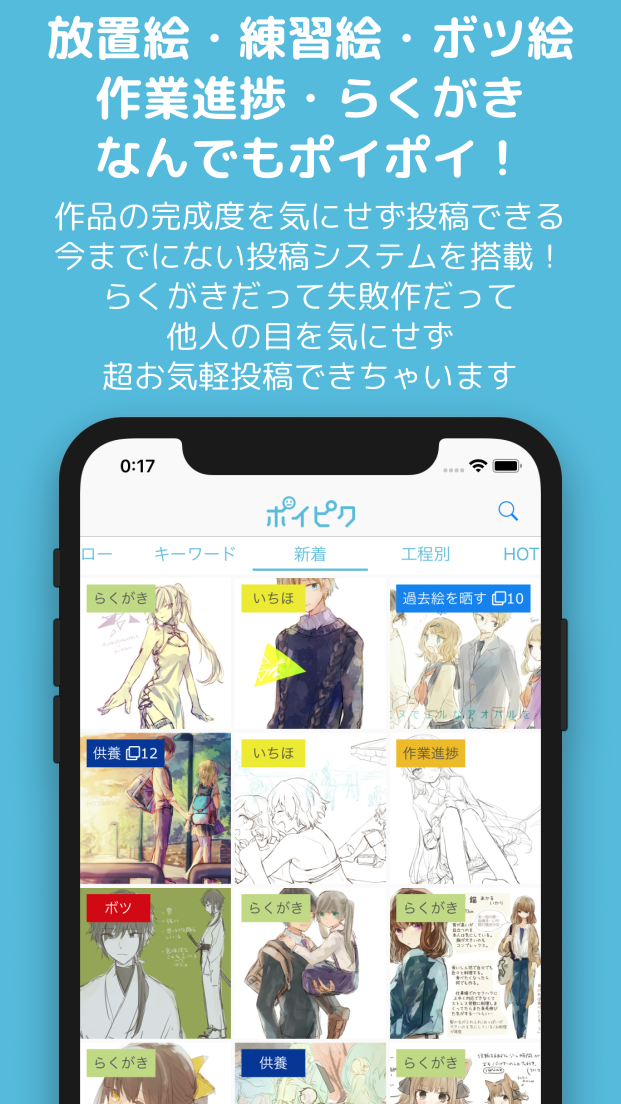 放置絵・練習絵・ボツ絵
作業進捗・らくがき
なんでもポイポイ！
作品の完成度を気にせず投稿できる
今までにない投稿システムを搭載！
らくがきだって失敗作だって
他人の目を気にせず
超お気軽投稿できちゃいます
0:17
ポイピク
ロー キーワード 新着 工程別 HOT
らくがき いちほ 過去絵を晒す 10
供養 12 いちほ 作業進捗
ボツ らくがき らくがき
らくがき 供養 らくがき